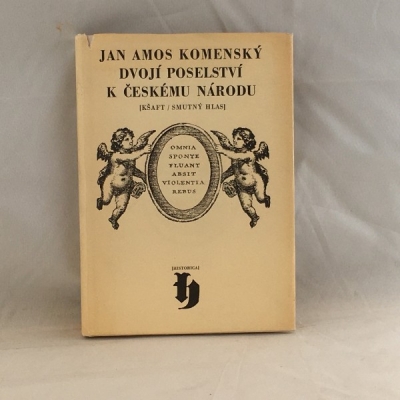 JAN AMOS KOMENSKÝ
DVOJÍ POSELSTVÍ
K ČESKÉMU NÁRODU
[KŠAFT / SMUTNÝ HLAS]
OMNIA
SPONTE
FLUANT
ABSIT
VIOLENTIA
REBUS
[HISTORICA]
h